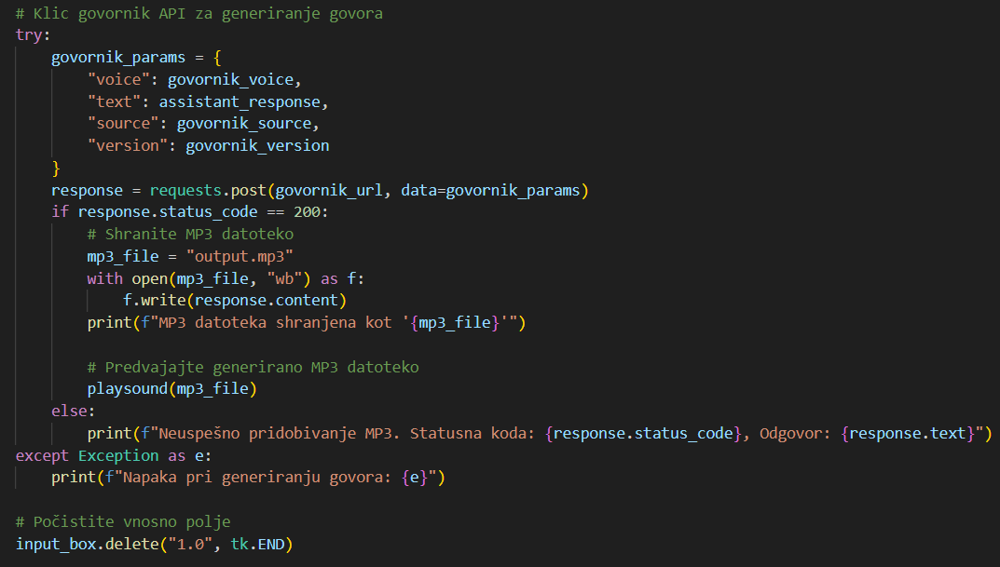 # Klic govornik API za generiranje govora
try:
    govornik_params = {
        "voice": govornik_voice,
        "text": assistant_response,
        "source": govornik_source,
        "version": govornik_version
    }
    response = requests.post(govornik_url, data=govornik_params)
    if response.status_code == 200:
        # Shranite MP3 datoteko
        mp3_file = "output.mp3"
        with open(mp3_file, "wb") as f:
            f.write(response.content)
        print(f"MP3 datoteka shranjena kot '{mp3_file}'")

        # Predvajajte generirano MP3 datoteko
        playsound(mp3_file)
    else:
        print(f"Neuspešno pridobivanje MP3. Statusna koda: {response.status_code}, Odgovor: {response.text}")
except Exception as e:
    print(f"Napaka pri generiranju govora: {e}")

# Počistite vnosno polje
input_box.delete("1.0", tk.END)